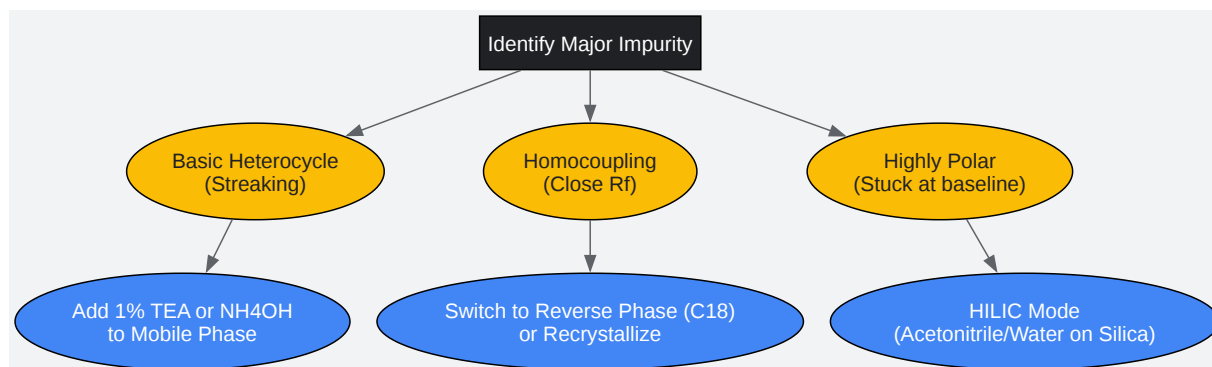 Identify Major Impurity
Basic Heterocycle
(Streaking)
Homocoupling
(Close Rf)
Highly Polar
(Stuck at baseline)
Add 1% TEA or NH4OH
to Mobile Phase
Switch to Reverse Phase (C18)
or Recrystallize
HILIC Mode
(Acetonitrile/Water on Silica)